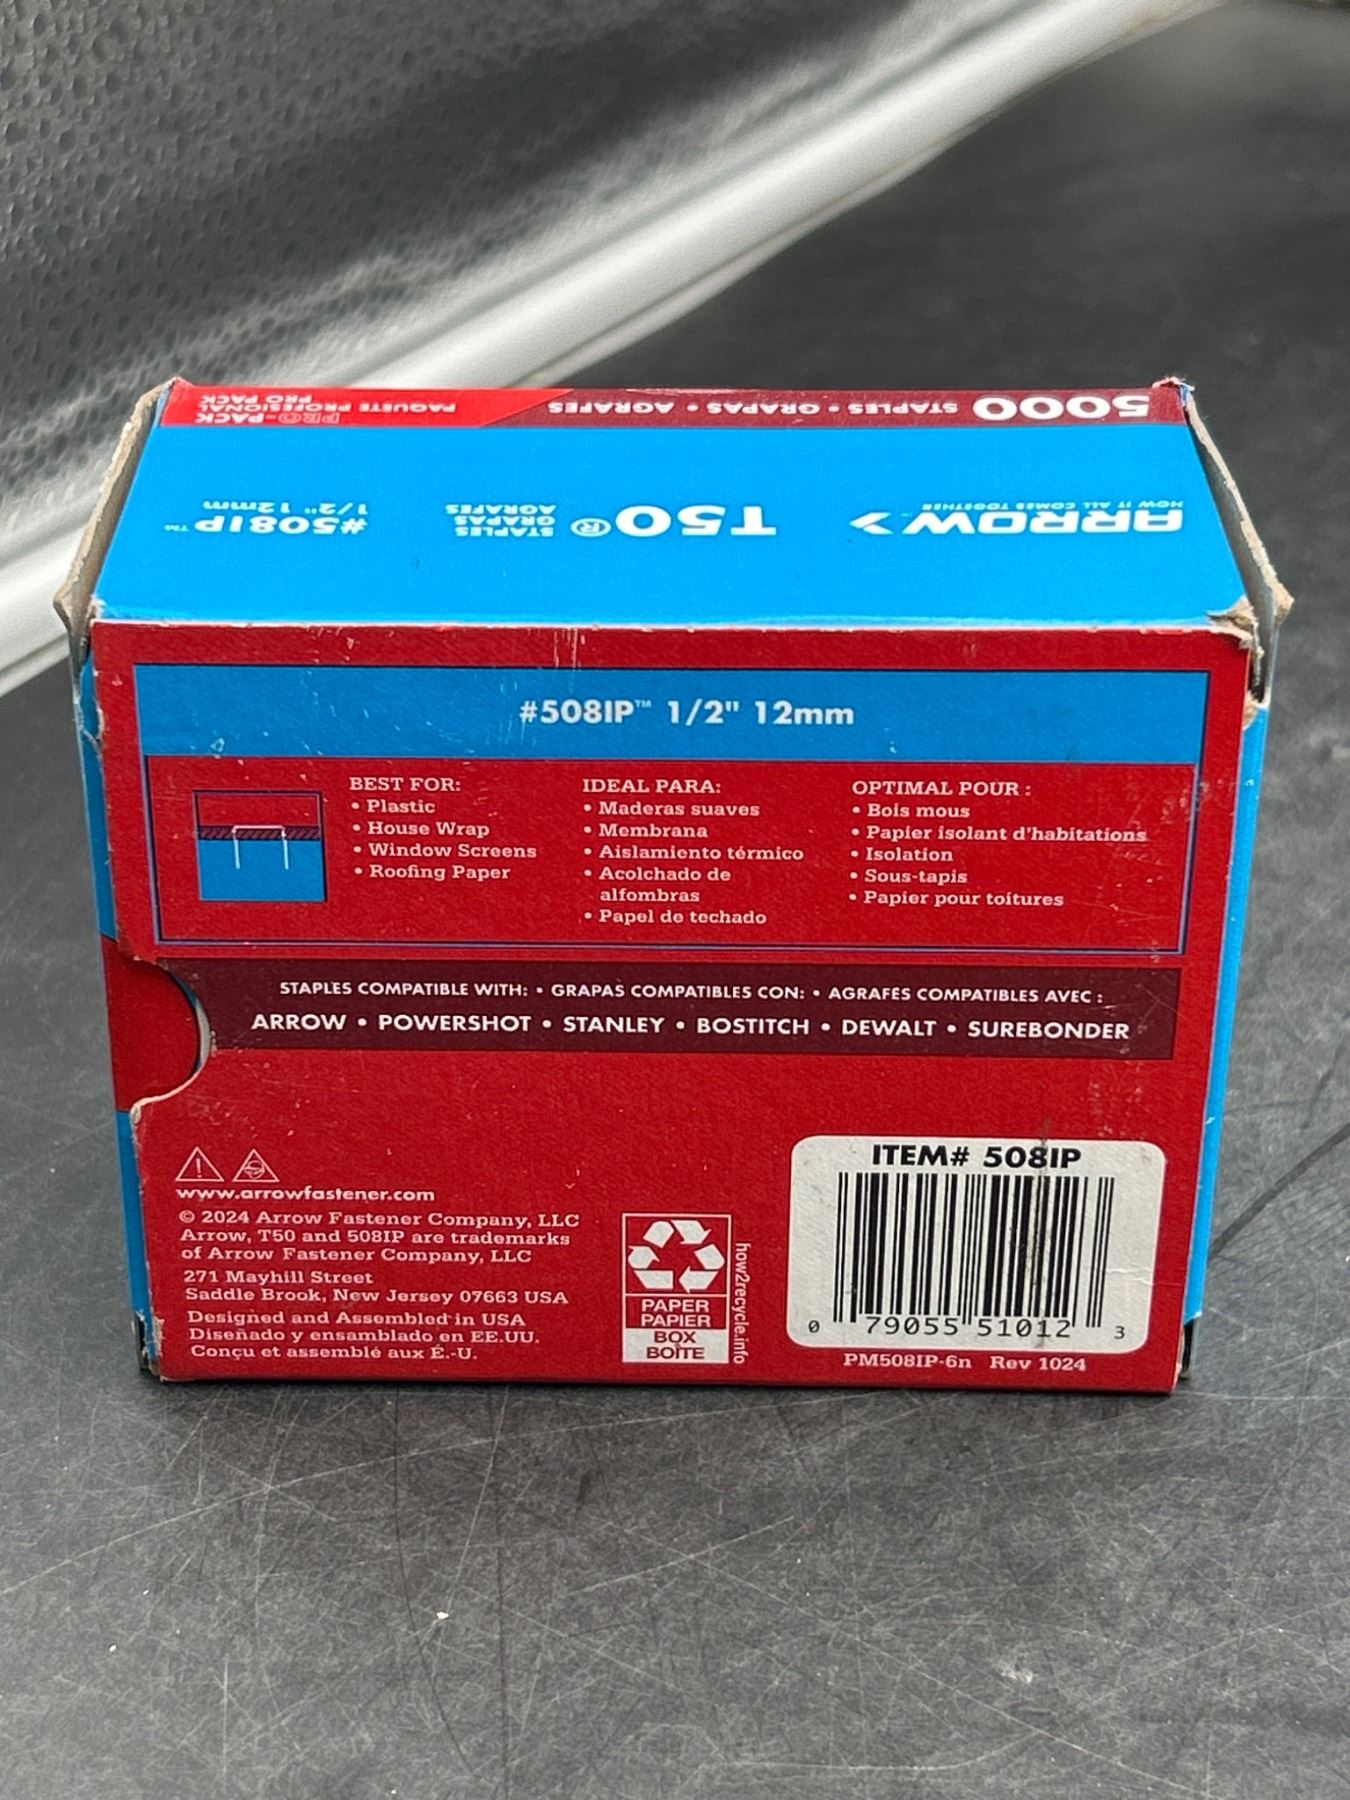 5000 STAPLES • GRAPAS • AGRAFES
PRO-PACK
PAQUETE PROFESIONAL
PRO PACK
ARROW
HOW IT ALL COMES TOGETHER™
T50®
STAPLES
GRAPAS
AGRAFES
#508IP™
1/2" 12mm
#508IP™ 1/2" 12mm
BEST FOR:
• Plastic
• House Wrap
• Window Screens
• Roofing Paper
IDEAL PARA:
• Maderas suaves
• Membrana
• Aislamiento térmico
• Acolchado de
alfombras
• Papel de techado
OPTIMAL POUR :
• Bois mous
• Papier isolant d'habitations
• Isolation
• Sous-tapis
• Papier pour toitures
STAPLES COMPATIBLE WITH: • GRAPAS COMPATIBLES CON: • AGRAFES COMPATIBLES AVEC :
ARROW • POWERSHOT • STANLEY • BOSTITCH • DEWALT • SUREBONDER
www.arrowfastener.com
© 2024 Arrow Fastener Company, LLC
Arrow, T50 and 508IP are trademarks
of Arrow Fastener Company, LLC
271 Mayhill Street
Saddle Brook, New Jersey 07663 USA
Designed and Assembled in USA
Diseñado y ensamblado en EE.UU.
Conçu et assemblé aux É.-U.
PAPER
PAPIER
BOX
BOÎTE
how2recycle.info
ITEM# 508IP
0 79055 51012 3
PM508IP-6n Rev 1024